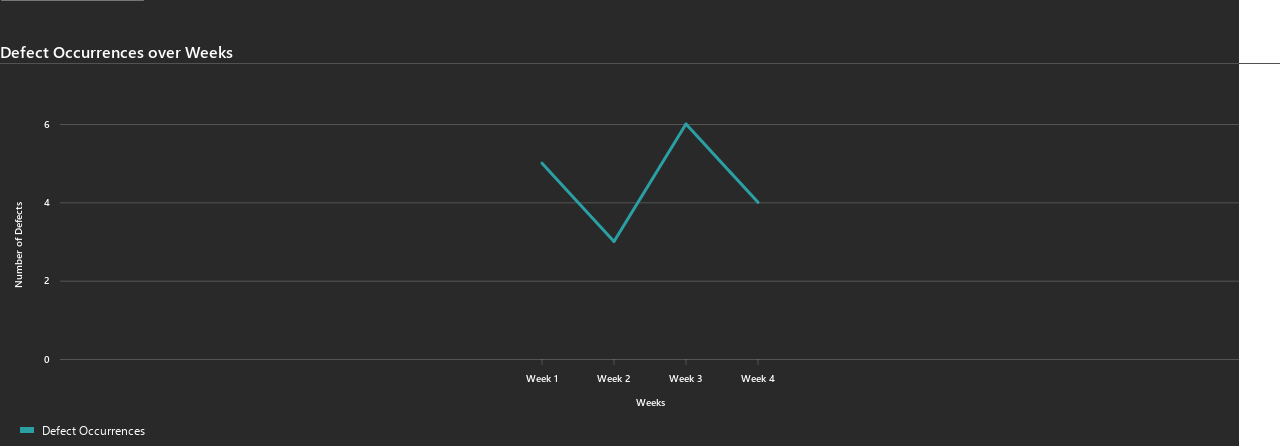 Defect Occurrences over Weeks
6
4
2
0
Number of Defects
Week 1 Week 2 Week 3 Week 4
Weeks
Defect Occurrences